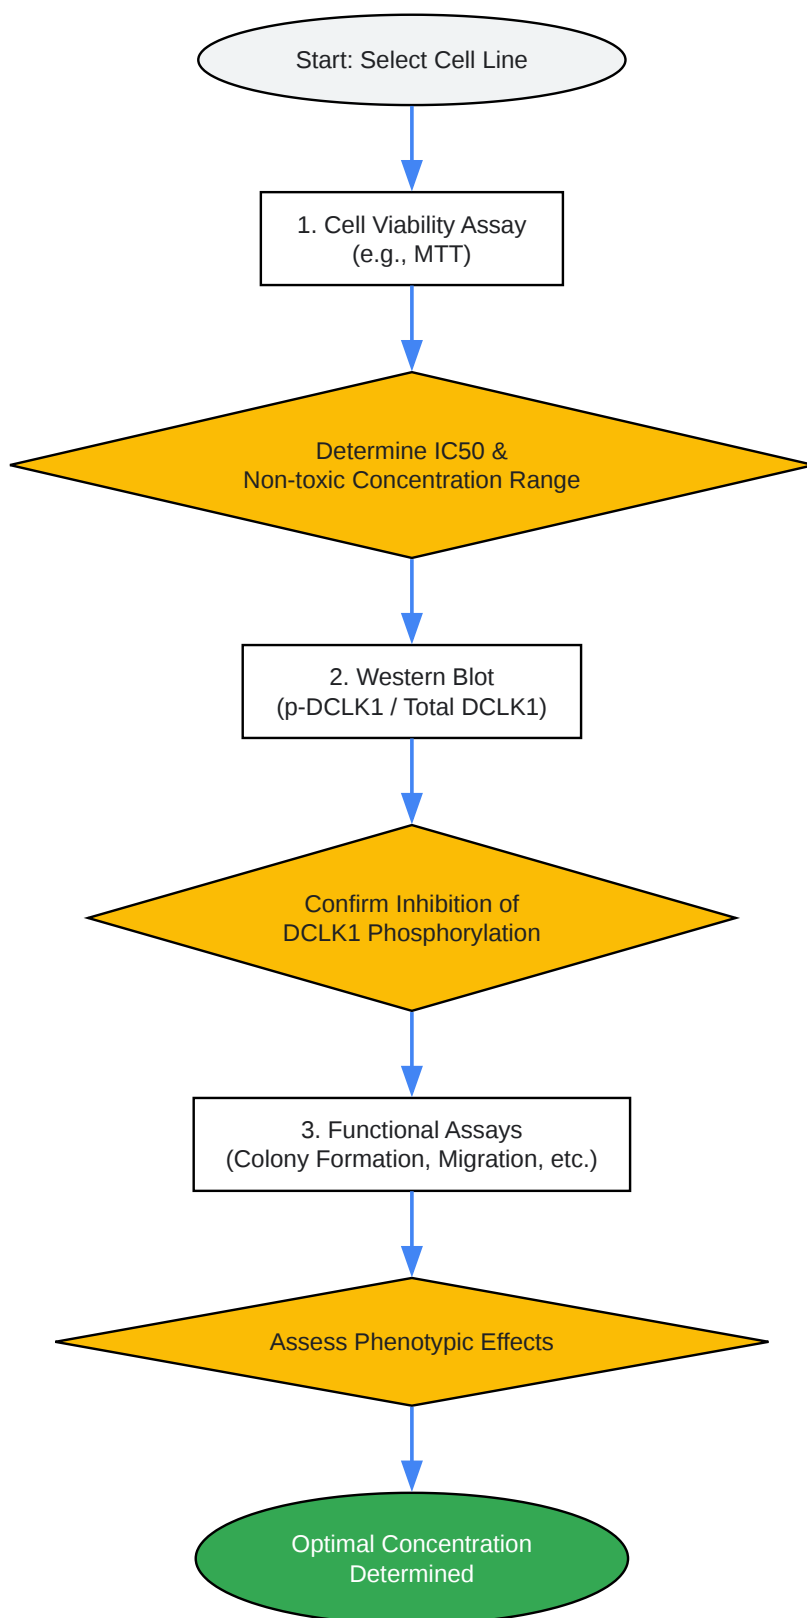 Start: Select Cell Line
1. Cell Viability Assay
(e.g., MTT)
Determine IC50 &
Non-toxic Concentration Range
2. Western Blot
(p-DCLK1 / Total DCLK1)
Confirm Inhibition of
DCLK1 Phosphorylation
3. Functional Assays
(Colony Formation, Migration, etc.)
Assess Phenotypic Effects
Optimal Concentration
Determined